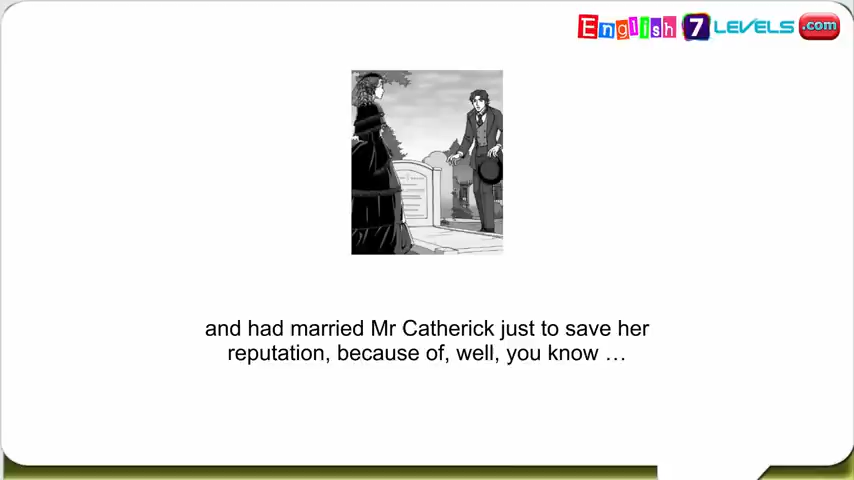 English 7 LEVELS .com
and had married Mr Catherick just to save her
reputation, because of, well, you know …